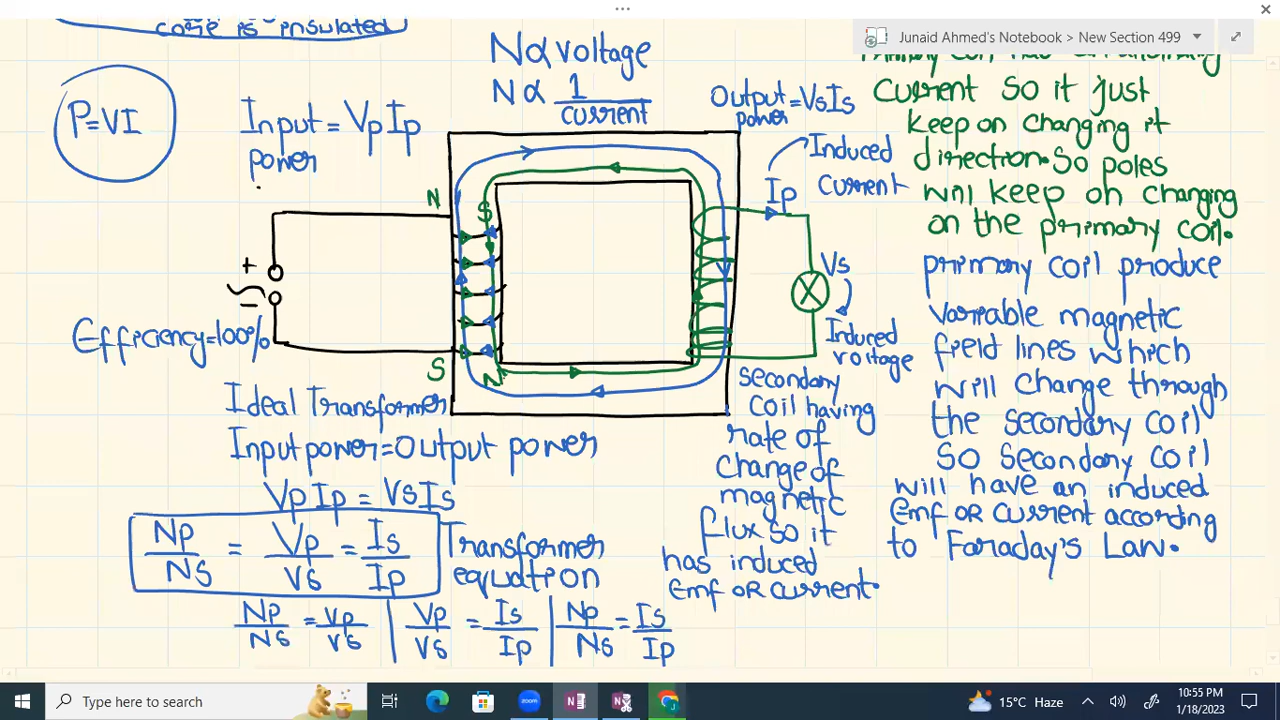 core is insulated
Junaid Ahmed's Notebook > New Section 499
P=VI
Input = VpIp
power
N∝voltage
N∝ 1/current
Output = VsIs
power
Induced
current
Ip
N
S
S
N
+
−
Vs
Induced
voltage
Efficiency=100%
Ideal Transformer
Input power=Output power
VpIp = VsIs
Np/Ns = Vp/Vs = Is/Ip
Transformer
equation
Np/Ns = Vp/Vs | Vp/Vs = Is/Ip | Np/Ns = Is/Ip
secondary
coil having
rate of
change of
magnetic
flux so it
has induced
emf OR current.
current so it just
keep on changing it
direction. So poles
will keep on changing
on the primary coil.
primary coil produce
variable magnetic
field lines which
will change through
the secondary coil
so secondary coil
will have an induced
emf OR current according
to Faraday's Law.
Type here to search
zoom
15°C Haze
10:55 PM
1/18/2023